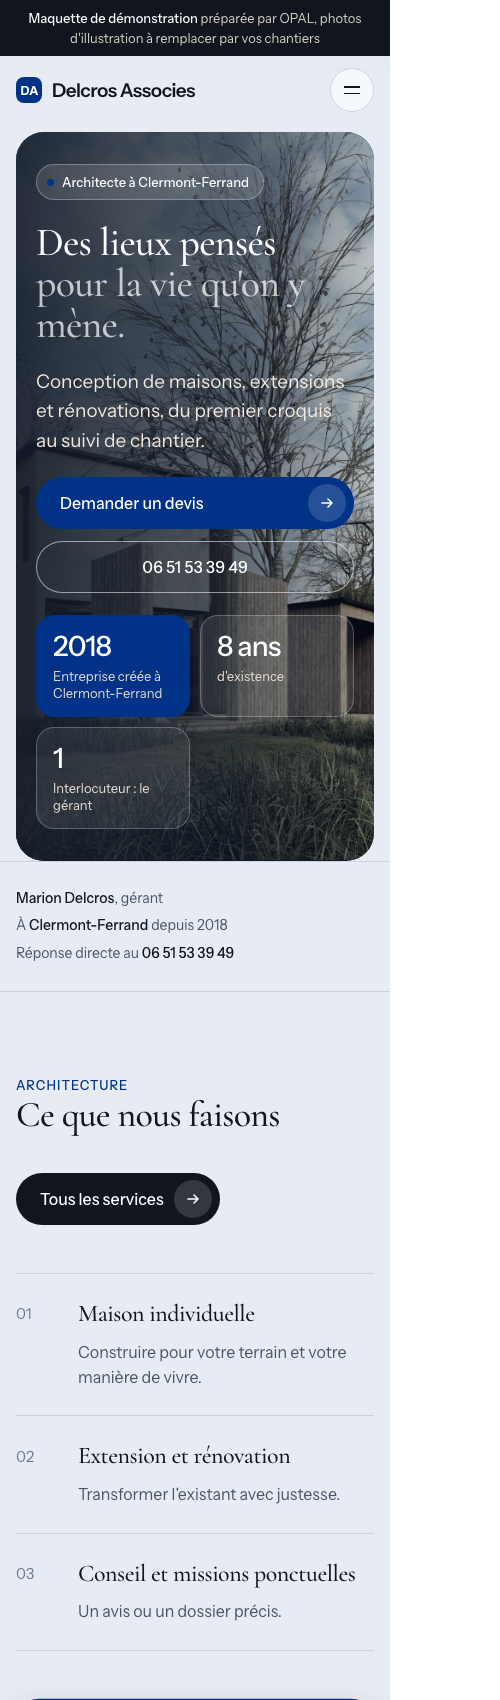 Maquette de démonstration préparée par OPAL, photos
d'illustration à remplacer par vos chantiers
DA Delcros Associes
Architecte à Clermont-Ferrand
Des lieux pensés
pour la vie qu'on y
mène.
Conception de maisons, extensions
et rénovations, du premier croquis
au suivi de chantier.
Demander un devis
06 51 53 39 49
2018
Entreprise créée à
Clermont-Ferrand
8 ans
d'existence
1
Interlocuteur : le
gérant
Marion Delcros, gérant
À Clermont-Ferrand depuis 2018
Réponse directe au 06 51 53 39 49
ARCHITECTURE
Ce que nous faisons
Tous les services
01
Maison individuelle
Construire pour votre terrain et votre
manière de vivre.
02
Extension et rénovation
Transformer l'existant avec justesse.
03
Conseil et missions ponctuelles
Un avis ou un dossier précis.